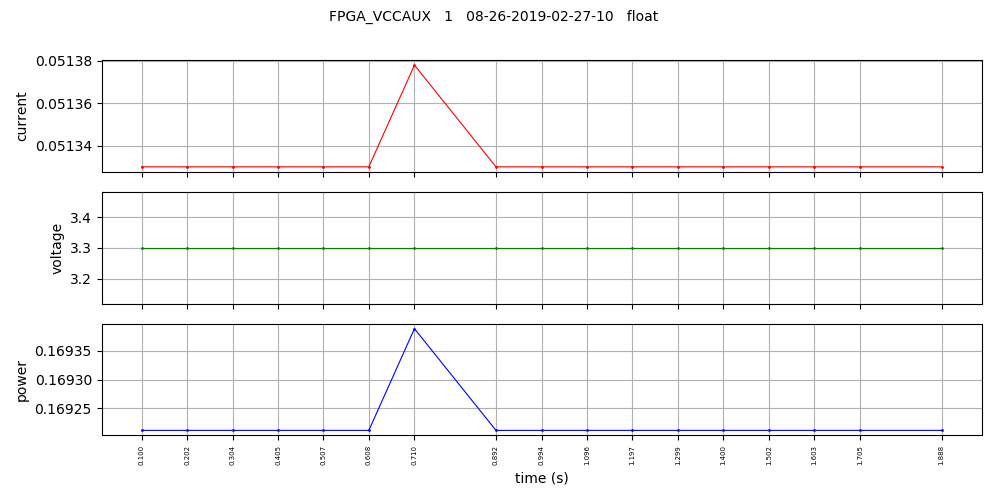 FPGA_VCCAUX 1 08-26-2019-02-27-10 float
0.05138
0.05136
0.05134
current
3.4
3.3
3.2
voltage
0.16935
0.16930
0.16925
power
0.100 0.202 0.304 0.405 0.507 0.608 0.710 0.892 0.994 1.096 1.197 1.299 1.400 1.502 1.603 1.705 1.888
time (s)